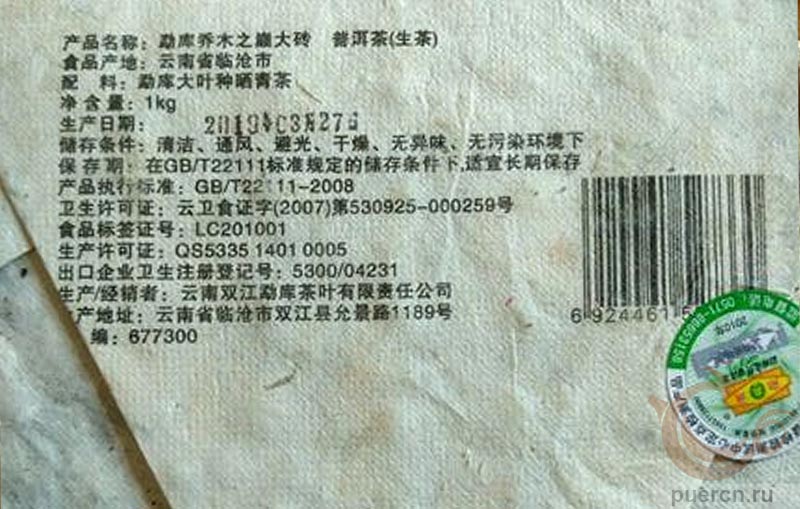 产品名称：勐库乔木之巅大砖 普洱茶(生茶)
食品产地：云南省临沧市
配 料：勐库大叶种晒青茶
净 含 量：1kg
生产日期：
储存条件：清洁、通风、避光、干燥、无异味、无污染环境下
保 存 期：在GB/T22111标准规定的储存条件下,适宜长期保存
产品执行标准：GB/T22111-2008
卫生许可证：云卫食证字(2007)第530925-000259号
食品标签证号：LC201001
生产许可证：QS5335 1401 0005
出口企业卫生注册登记号：5300/04231
生产/经销者：云南双江勐库茶叶有限责任公司
产地址：云南省临沧市双江县允景路1189号
编：677300
6 924461
2010年
puercn.ru